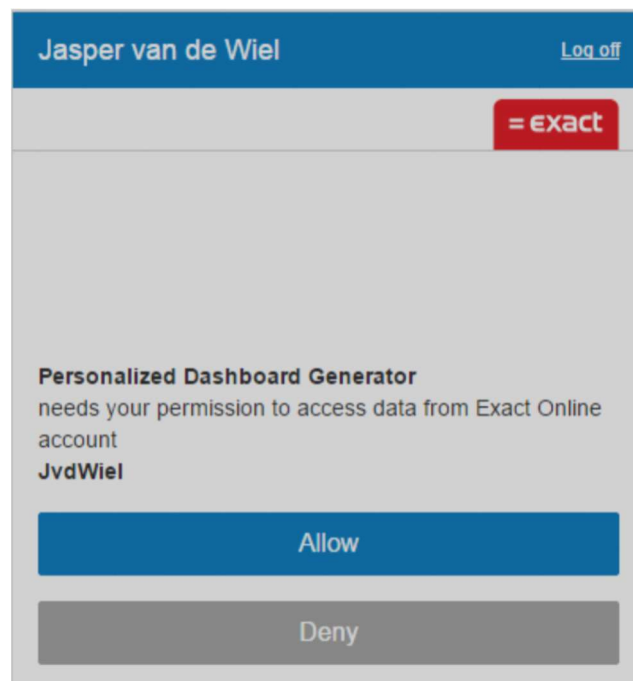 Jasper van de Wiel
Log off
= exact
Personalized Dashboard Generator
needs your permission to access data from Exact Online
account
JvdWiel
Allow
Deny